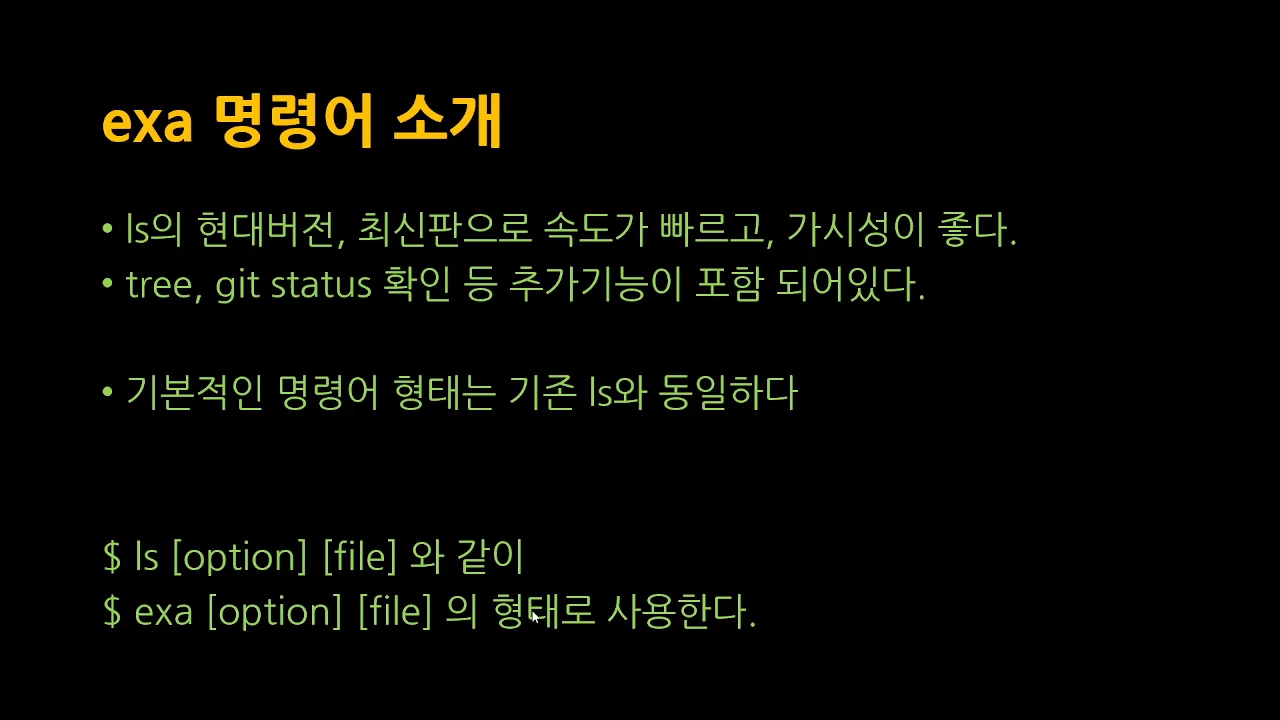 exa 명령어 소개
• ls의 현대버전, 최신판으로 속도가 빠르고, 가시성이 좋다.
• tree, git status 확인 등 추가기능이 포함 되어있다.
• 기본적인 명령어 형태는 기존 ls와 동일하다
$ ls [option] [file] 와 같이
$ exa [option] [file] 의 형태로 사용한다.